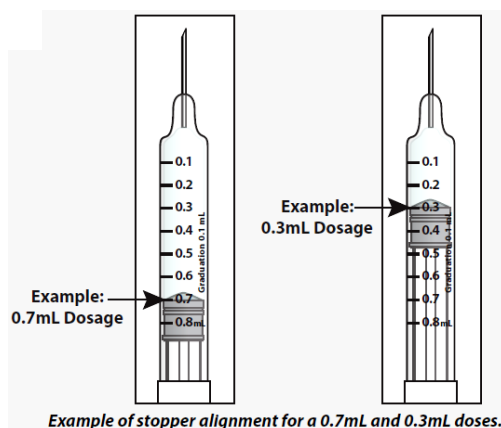 0.1
0.2
0.3
0.4
0.5
0.6
0.7
0.8mL
Graduation 0.1 mL
Example:
0.7mL Dosage
0.1
0.2
0.3
0.4
0.5
0.6
0.7
0.8mL
Graduation 0.1 mL
Example:
0.3mL Dosage
Example of stopper alignment for a 0.7mL and 0.3mL doses.